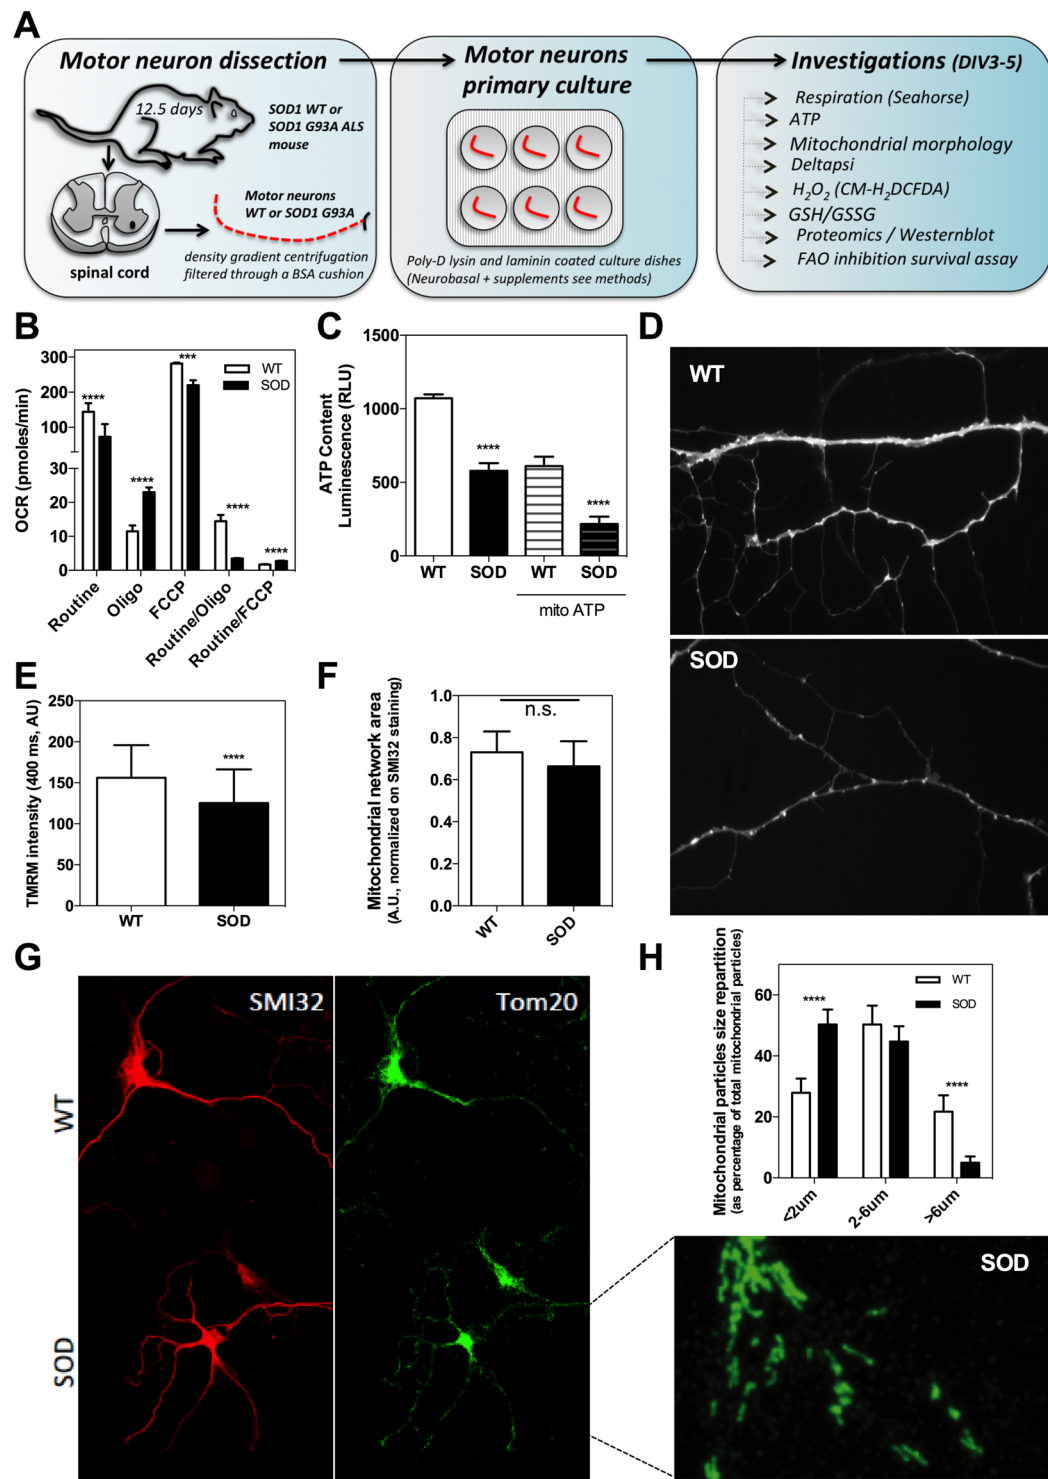 A
Motor neuron dissection
12.5 days
SOD1 WT or
SOD1 G93A ALS
mouse
Motor neurons
WT or SOD1 G93A
spinal cord
density gradient centrifugation
filtered through a BSA cushion
Motor neurons
primary culture
Poly-D lysin and laminin coated culture dishes
(Neurobasal + supplements see methods)
Investigations (DIV3-5)
Respiration (Seahorse)
ATP
Mitochondrial morphology
Deltapsi
H2O2 (CM-H2DCFDA)
GSH/GSSG
Proteomics / Westernblot
FAO inhibition survival assay
B
OCR (pmoles/min)
300
200
100
30
20
10
0
WT
SOD
****
****
***
****
****
Routine
Oligo
FCCP
Routine/Oligo
Routine/FCCP
C
ATP Content
Luminescence (RLU)
1500
1000
500
0
****
****
WT
SOD
WT
SOD
mito ATP
D
WT
SOD
E
TMRM intensity (400 ms, AU)
250
200
150
100
50
0
****
WT
SOD
F
Mitochondrial network area
(A.U., normalized on SMI32 staining)
1.0
0.8
0.6
0.4
0.2
0.0
n.s.
WT
SOD
G
SMI32
Tom20
WT
SOD
H
Mitochondrial particles size repartition
(as percentage of total mitochondrial particles)
60
40
20
0
WT
SOD
****
****
<2um
2-6um
>6um
SOD